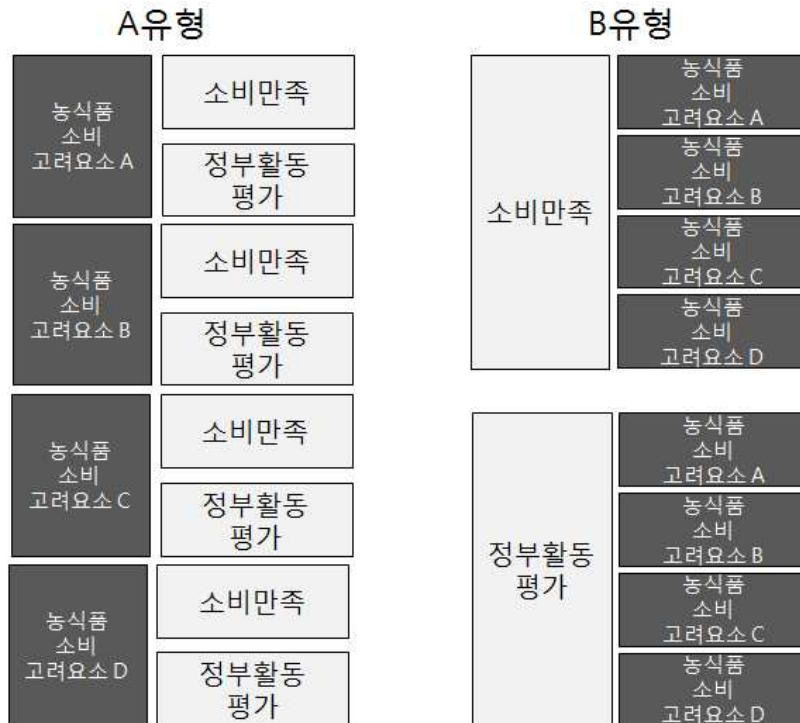 A유형
농식품
소비
고려요소 A
소비만족
정부활동
평가
농식품
소비
고려요소 B
소비만족
정부활동
평가
농식품
소비
고려요소 C
소비만족
정부활동
평가
농식품
소비
고려요소 D
소비만족
정부활동
평가
B유형
소비만족
농식품
소비
고려요소 A
농식품
소비
고려요소 B
농식품
소비
고려요소 C
농식품
소비
고려요소 D
정부활동
평가
농식품
소비
고려요소 A
농식품
소비
고려요소 B
농식품
소비
고려요소 C
농식품
소비
고려요소 D